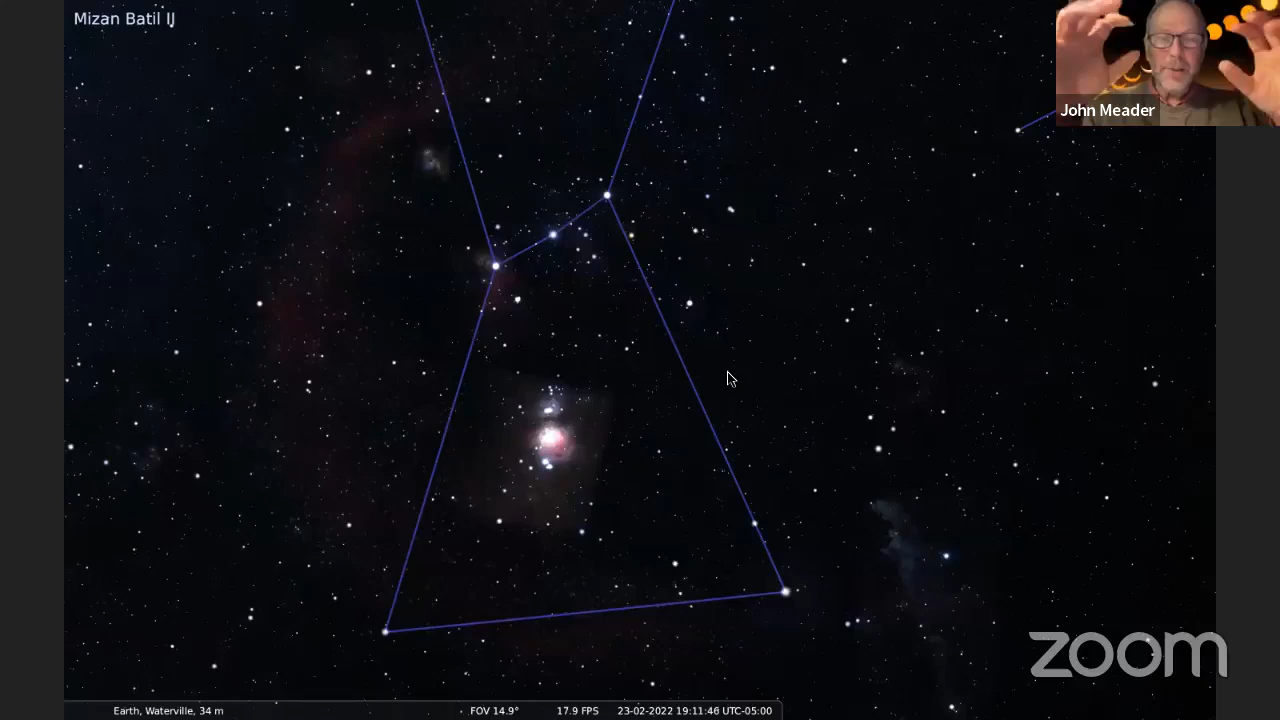 Mizan Batil IJ
John Meader
zoom
Earth, Waterville, 34 m
FOV 14.9°
17.9 FPS
23-02-2022 19:11:46 UTC-05:00